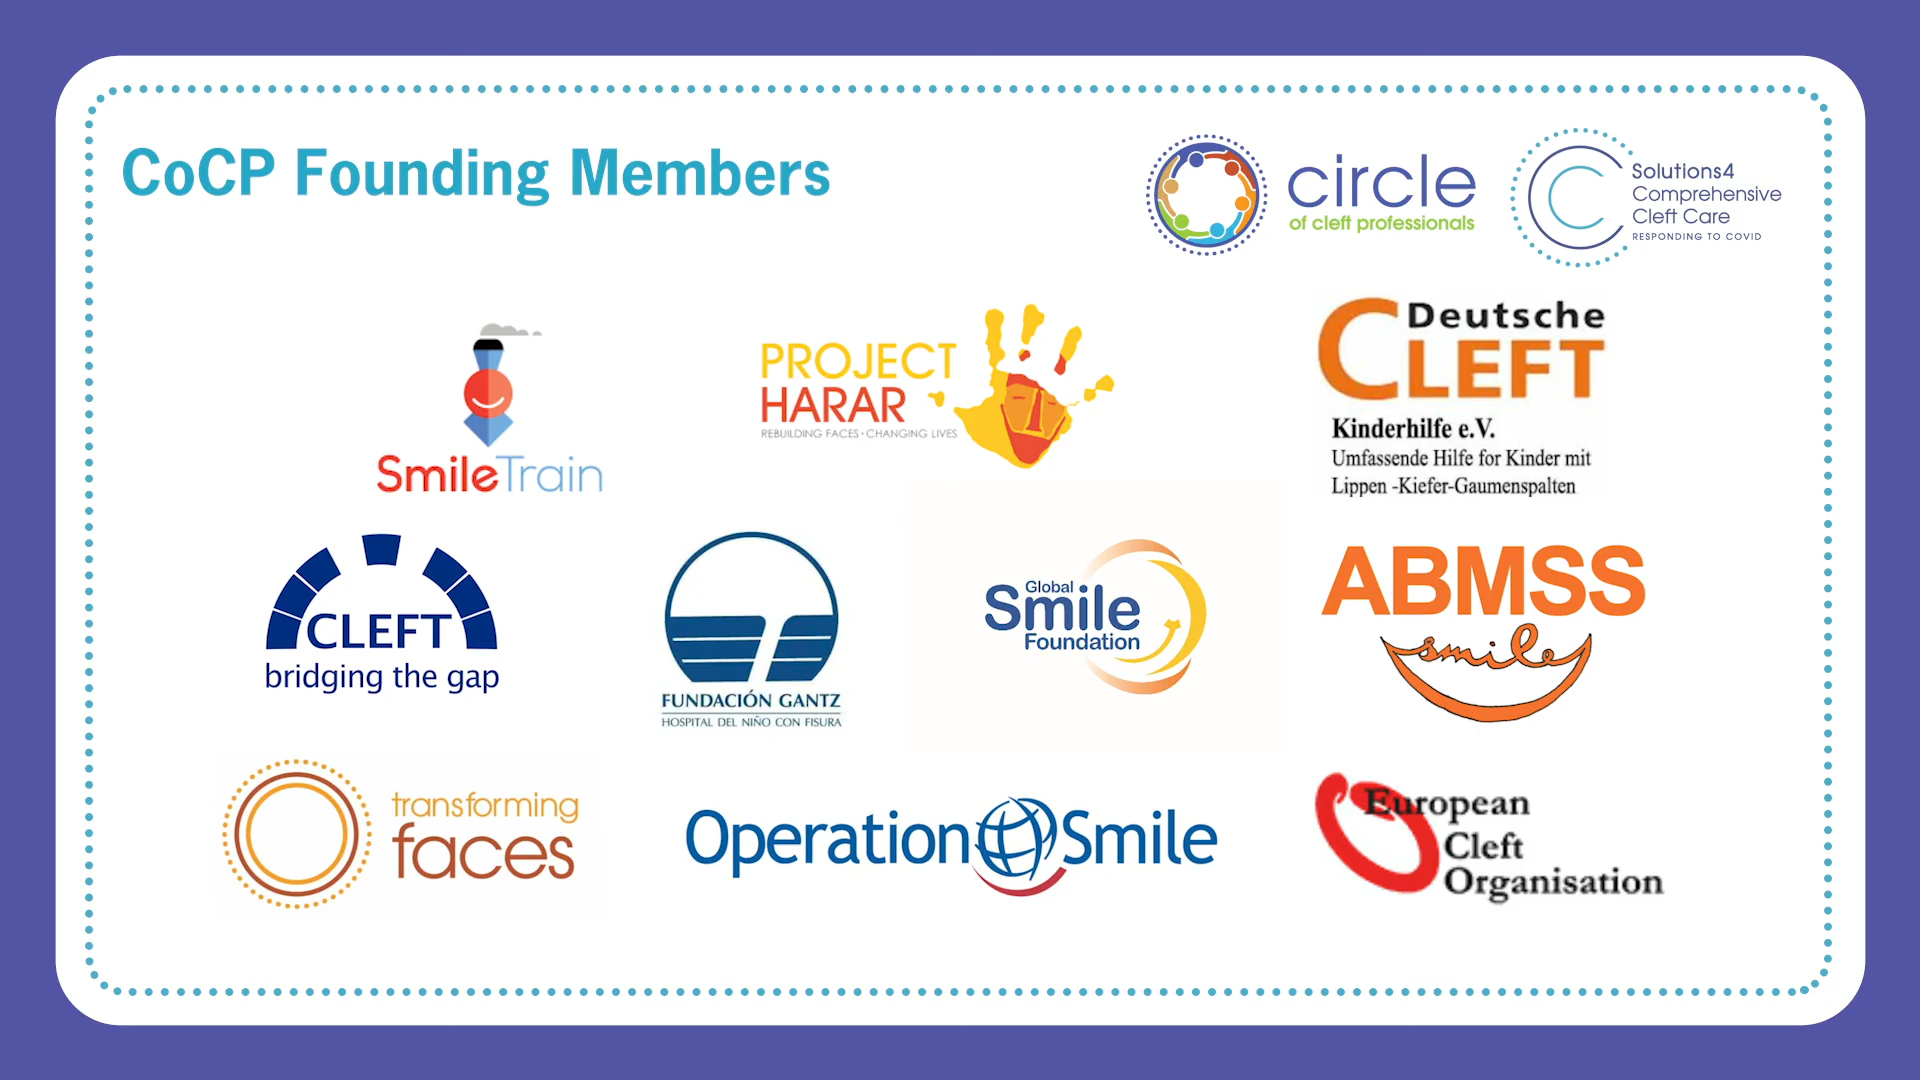 CoCP Founding Members
circle
of cleft professionals
Solutions4
Comprehensive
Cleft Care
RESPONDING TO COVID
SmileTrain
PROJECT
HARAR
REBUILDING FACES · CHANGING LIVES
Deutsche
CLEFT
Kinderhilfe e.V.
Umfassende Hilfe for Kinder mit
Lippen -Kiefer-Gaumenspalten
CLEFT
bridging the gap
FUNDACIÓN GANTZ
HOSPITAL DEL NIÑO CON FISURA
Global
Smile
Foundation
ABMSS
smile
transforming
faces
Operation Smile
European
Cleft
Organisation